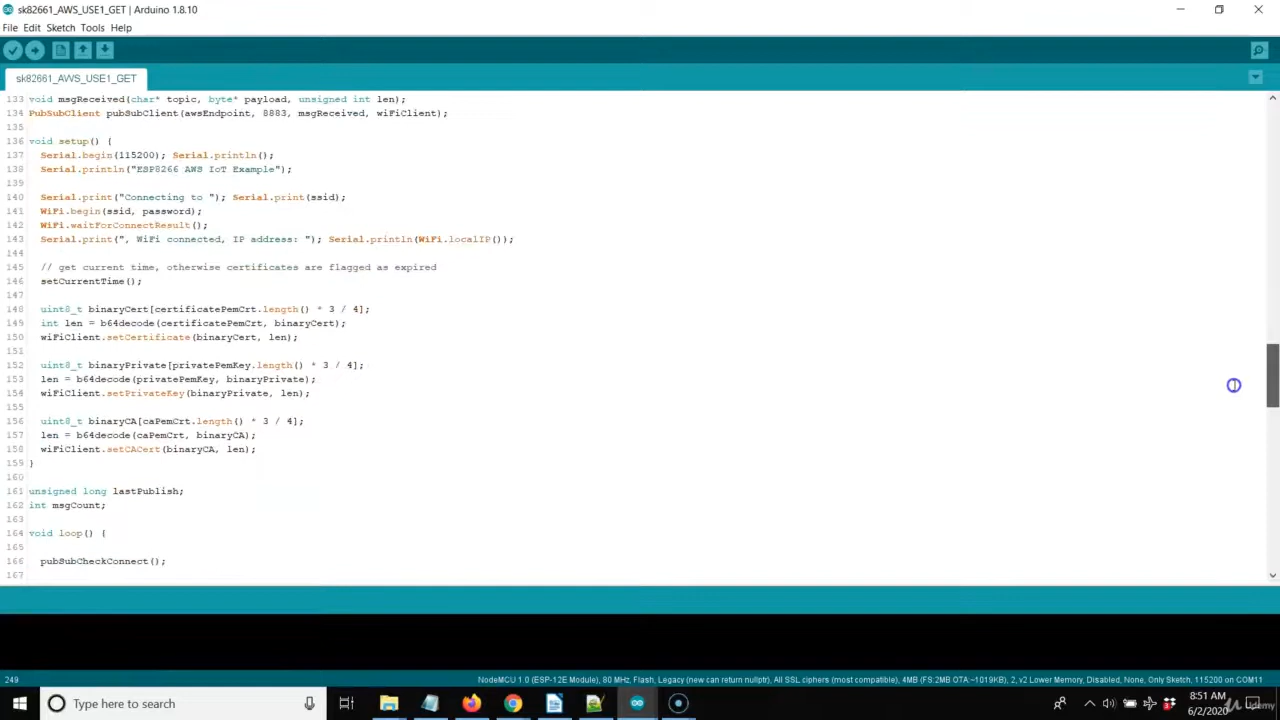 sk82661_AWS_USE1_GET | Arduino 1.8.10
File Edit Sketch Tools Help
sk82661_AWS_USE1_GET
133 void msgReceived(char* topic, byte* payload, unsigned int len);
134 PubSubClient pubSubClient(awsEndpoint, 8883, msgReceived, wiFiClient);
135
136 void setup() {
137 Serial.begin(115200); Serial.println();
138 Serial.println("ESP8266 AWS IoT Example");
139
140 Serial.print("Connecting to "); Serial.print(ssid);
141 WiFi.begin(ssid, password);
142 WiFi.waitForConnectResult();
143 Serial.print(", WiFi connected, IP address: "); Serial.println(WiFi.localIP());
144
145 // get current time, otherwise certificates are flagged as expired
146 setCurrentTime();
147
148 uint8_t binaryCert[certificatePemCrt.length() * 3 / 4];
149 int len = b64decode(certificatePemCrt, binaryCert);
150 wiFiClient.setCertificate(binaryCert, len);
151
152 uint8_t binaryPrivate[privatePemKey.length() * 3 / 4];
153 len = b64decode(privatePemKey, binaryPrivate);
154 wiFiClient.setPrivateKey(binaryPrivate, len);
155
156 uint8_t binaryCA[caPemCrt.length() * 3 / 4];
157 len = b64decode(caPemCrt, binaryCA);
158 wiFiClient.setCACert(binaryCA, len);
159 }
160
161 unsigned long lastPublish;
162 int msgCount;
163
164 void loop() {
165
166 pubSubCheckConnect();
167
249 NodeMCU 1.0 (ESP-12E Module), 80 MHz, Flash, Legacy (new can return nullptr), All SSL ciphers (most compatible), 4MB (FS:2MB OTA:~1019KB), 2, v2 Lower Memory, Disabled, None, Only Sketch, 115200 on COM11
Type here to search
8:51 AM
6/2/2020
Udemy